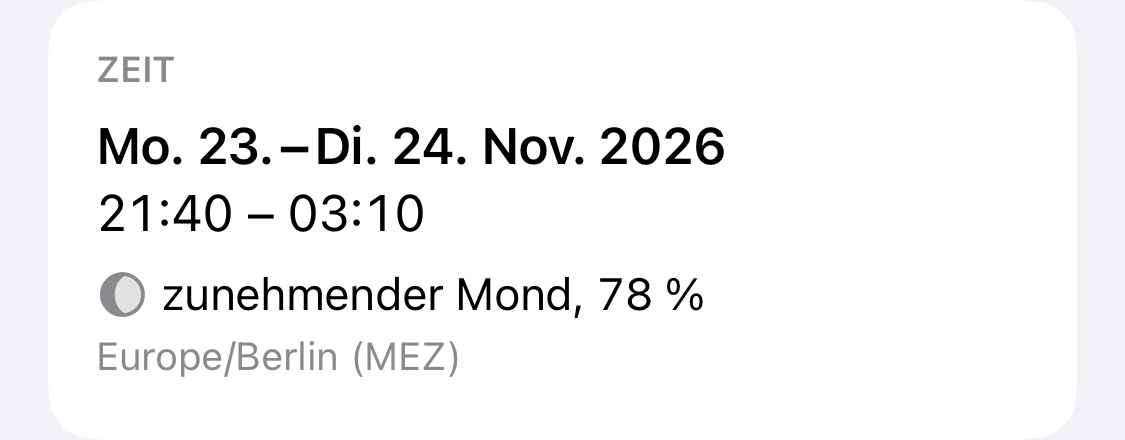 ZEIT
Mo. 23. – Di. 24. Nov. 2026
21:40 – 03:10
zunehmender Mond, 78 %
Europe/Berlin (MEZ)